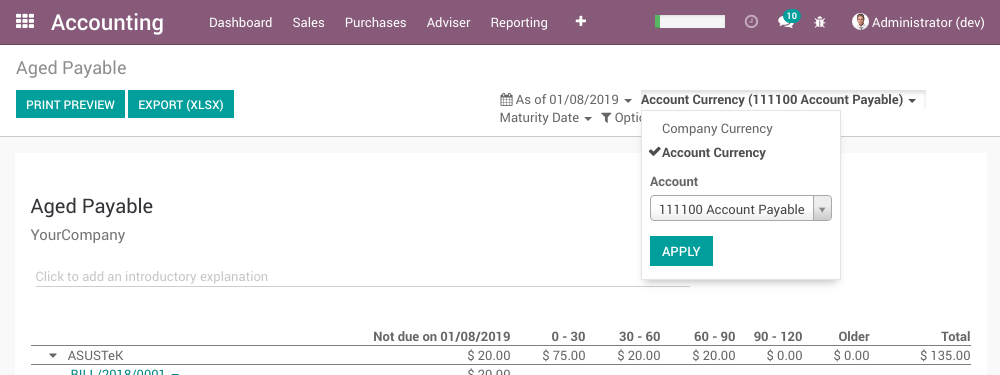 Accounting Dashboard Sales Purchases Adviser Reporting + 10 Administrator (dev)
Aged Payable
PRINT PREVIEW EXPORT (XLSX)
As of 01/08/2019 Account Currency (111100 Account Payable)
Maturity Date Optio
Company Currency
Account Currency
Account
111100 Account Payable
APPLY
Aged Payable
YourCompany
Click to add an introductory explanation
Not due on 01/08/2019 0 - 30 30 - 60 60 - 90 90 - 120 Older Total
ASUSTeK $ 20.00 $ 75.00 $ 20.00 $ 20.00 $ 0.00 $ 0.00 $ 135.00
BILL/2018/0001 $ 20.00